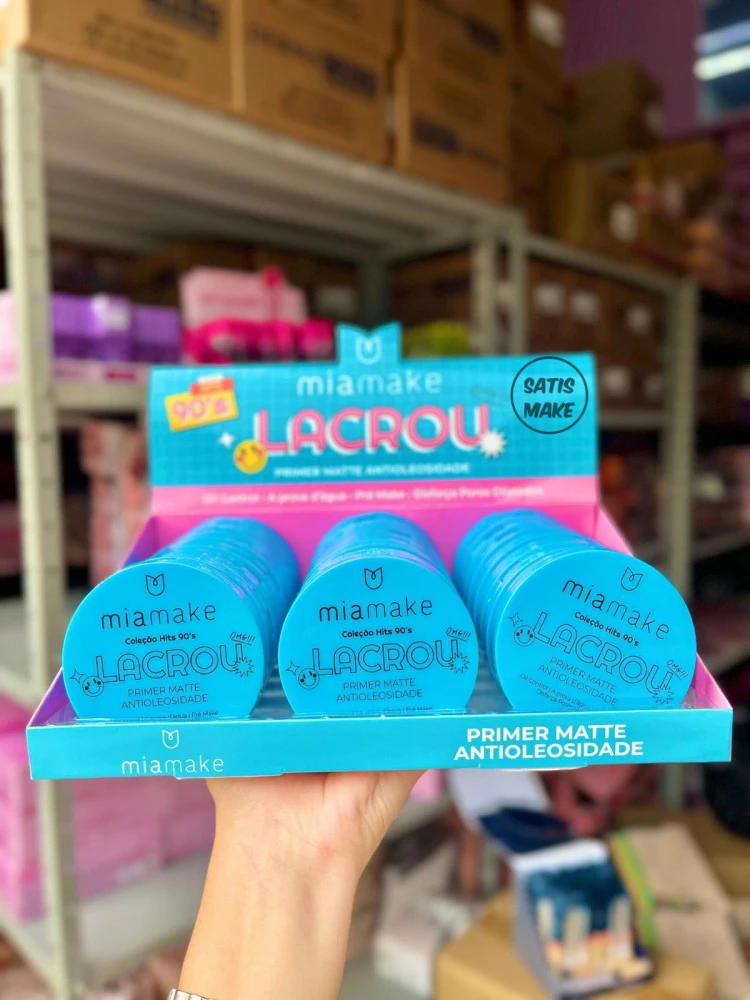 miamake
90's
SATIS
MAKE
LACROU
PRIMER MATTE ANTIOLEOSIDADE
Oil Control - A prova d'água - Pré Make - Disfarça Poros Dilatados
miamake
Coleção Hits 90's
OMG!!!
LACROU
PRIMER MATTE
ANTIOLEOSIDADE
miamake
Coleção Hits 90's
OMG!!!
LACROU
PRIMER MATTE
ANTIOLEOSIDADE
miamake
Coleção Hits 90's
OMG!!!
LACROU
PRIMER MATTE
ANTIOLEOSIDADE
miamake
PRIMER MATTE
ANTIOLEOSIDADE